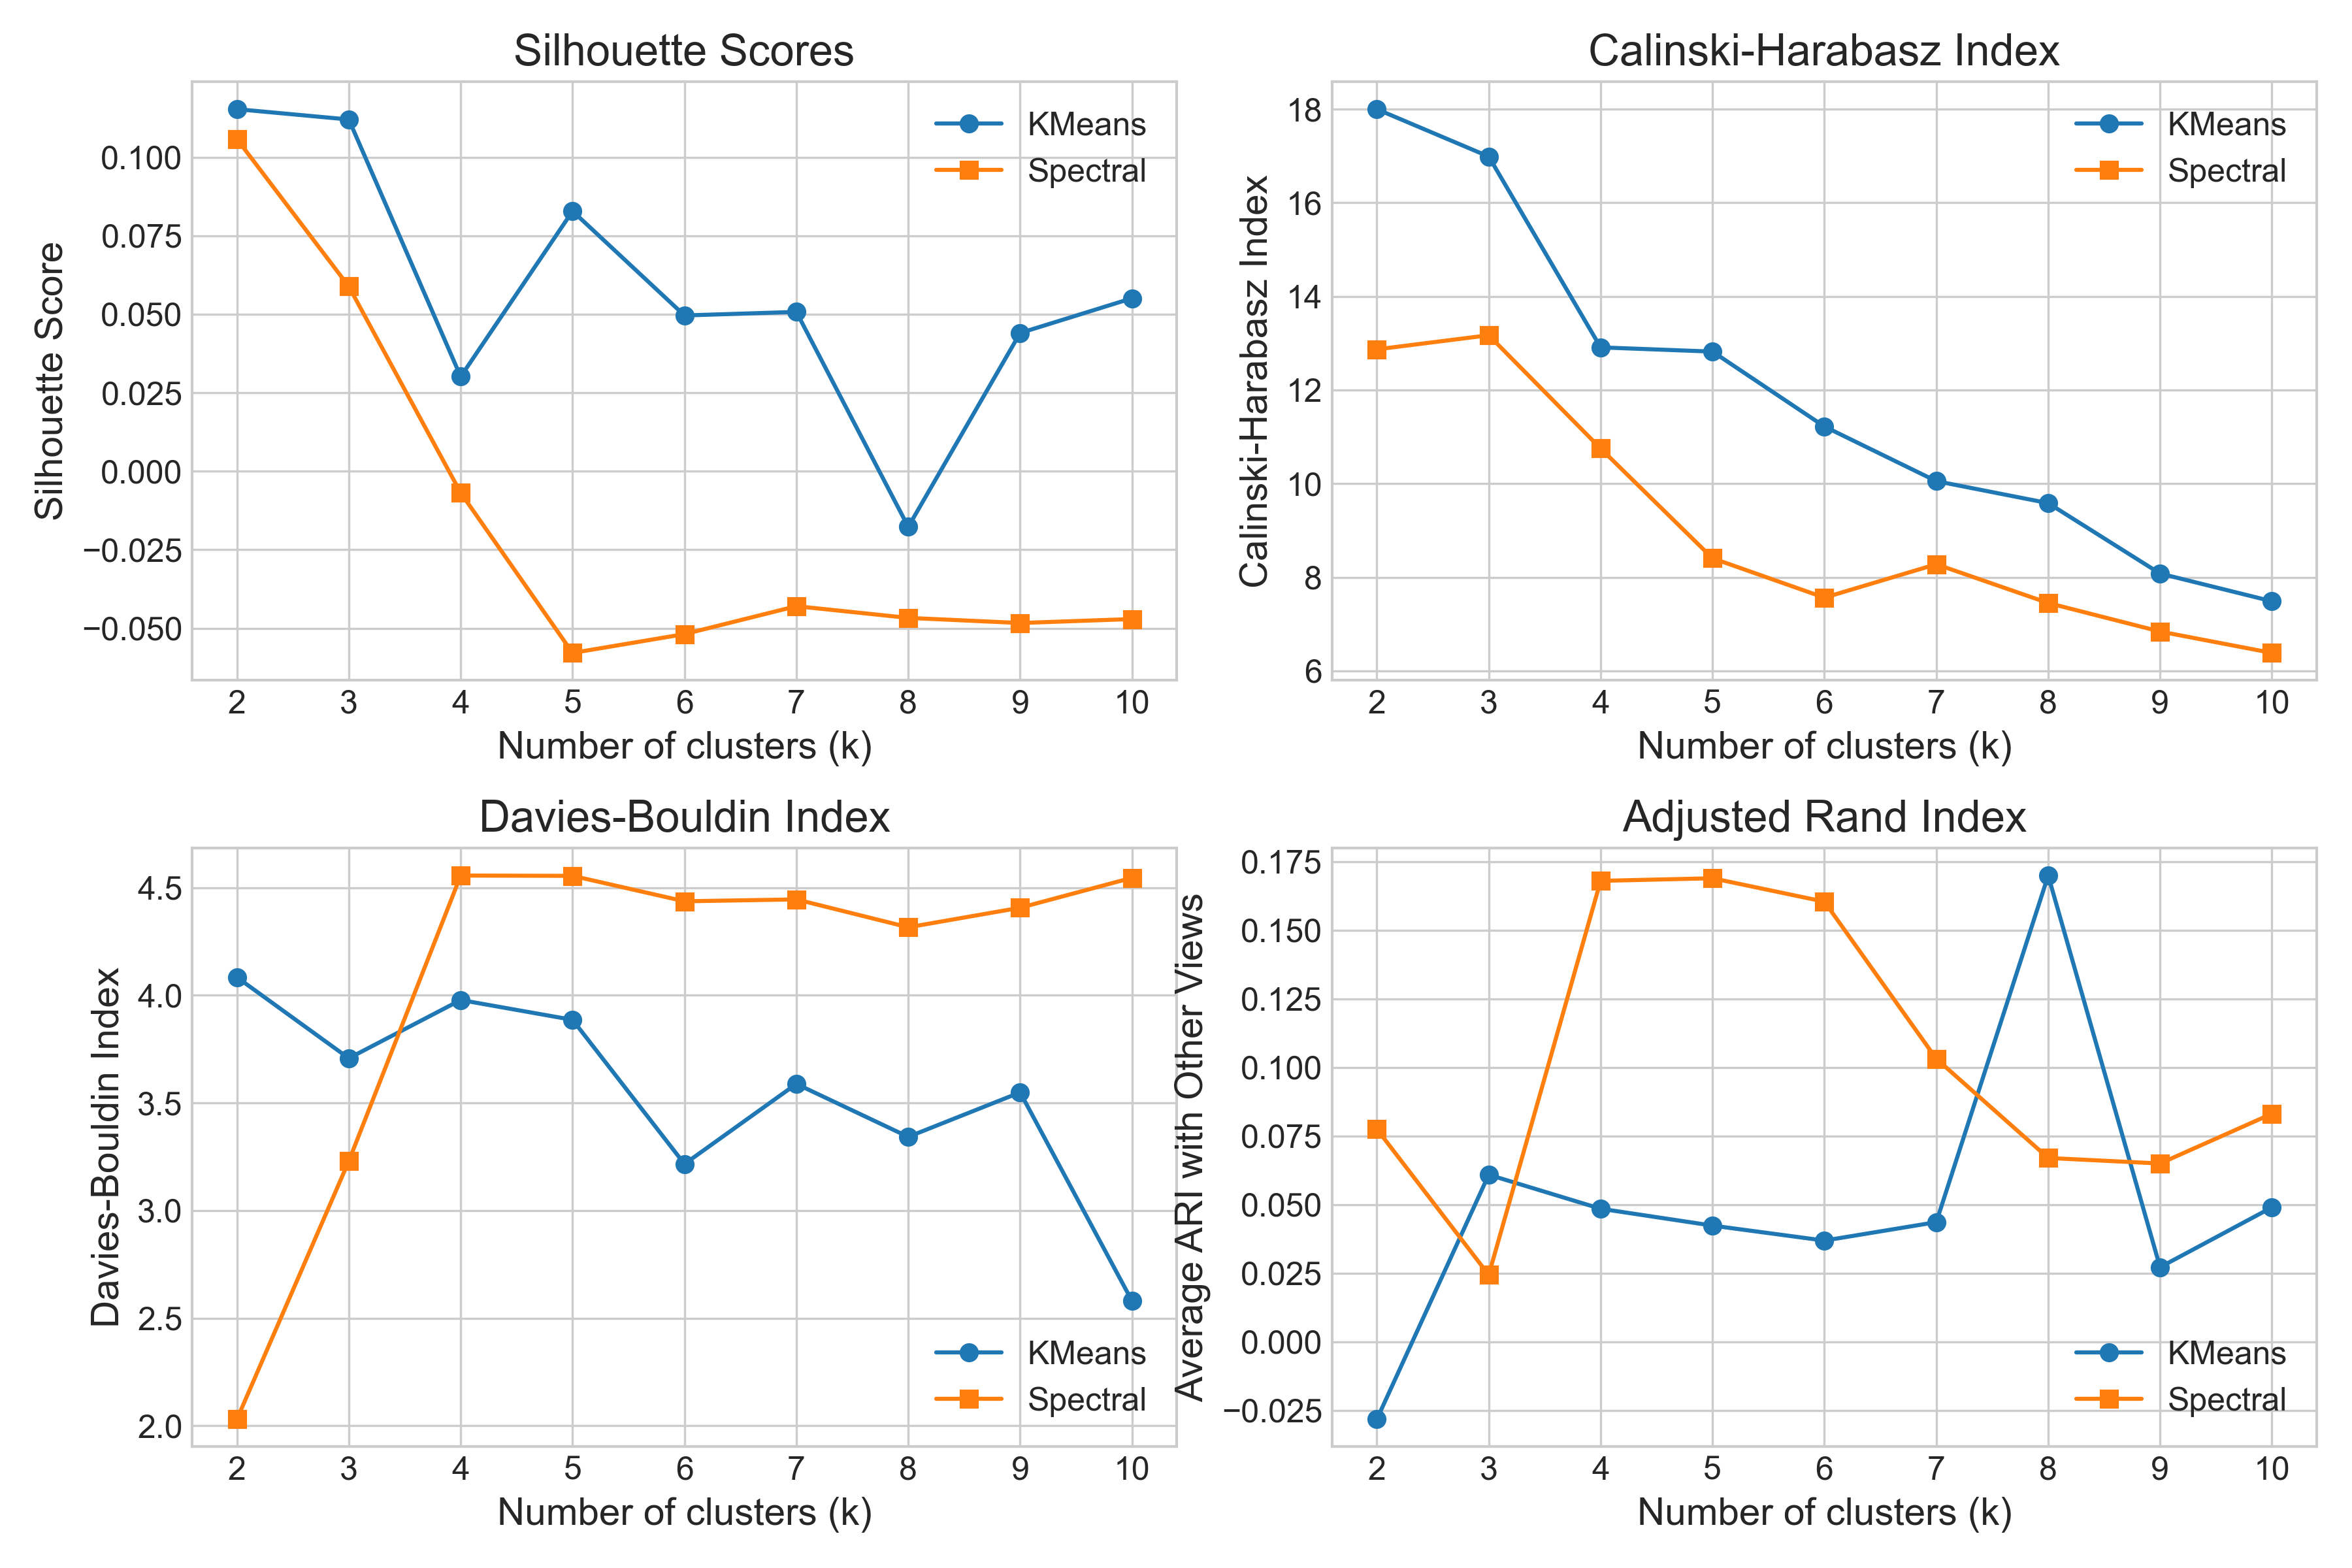 Silhouette Scores
Silhouette Score
0.100
0.075
0.050
0.025
0.000
−0.025
−0.050
KMeans
Spectral
2 3 4 5 6 7 8 9 10
Number of clusters (k)
Calinski-Harabasz Index
Calinski-Harabasz Index
18
16
14
12
10
8
6
KMeans
Spectral
2 3 4 5 6 7 8 9 10
Number of clusters (k)
Davies-Bouldin Index
Davies-Bouldin Index
4.5
4.0
3.5
3.0
2.5
2.0
KMeans
Spectral
2 3 4 5 6 7 8 9 10
Number of clusters (k)
Adjusted Rand Index
Average ARI with Other Views
0.175
0.150
0.125
0.100
0.075
0.050
0.025
0.000
−0.025
KMeans
Spectral
2 3 4 5 6 7 8 9 10
Number of clusters (k)